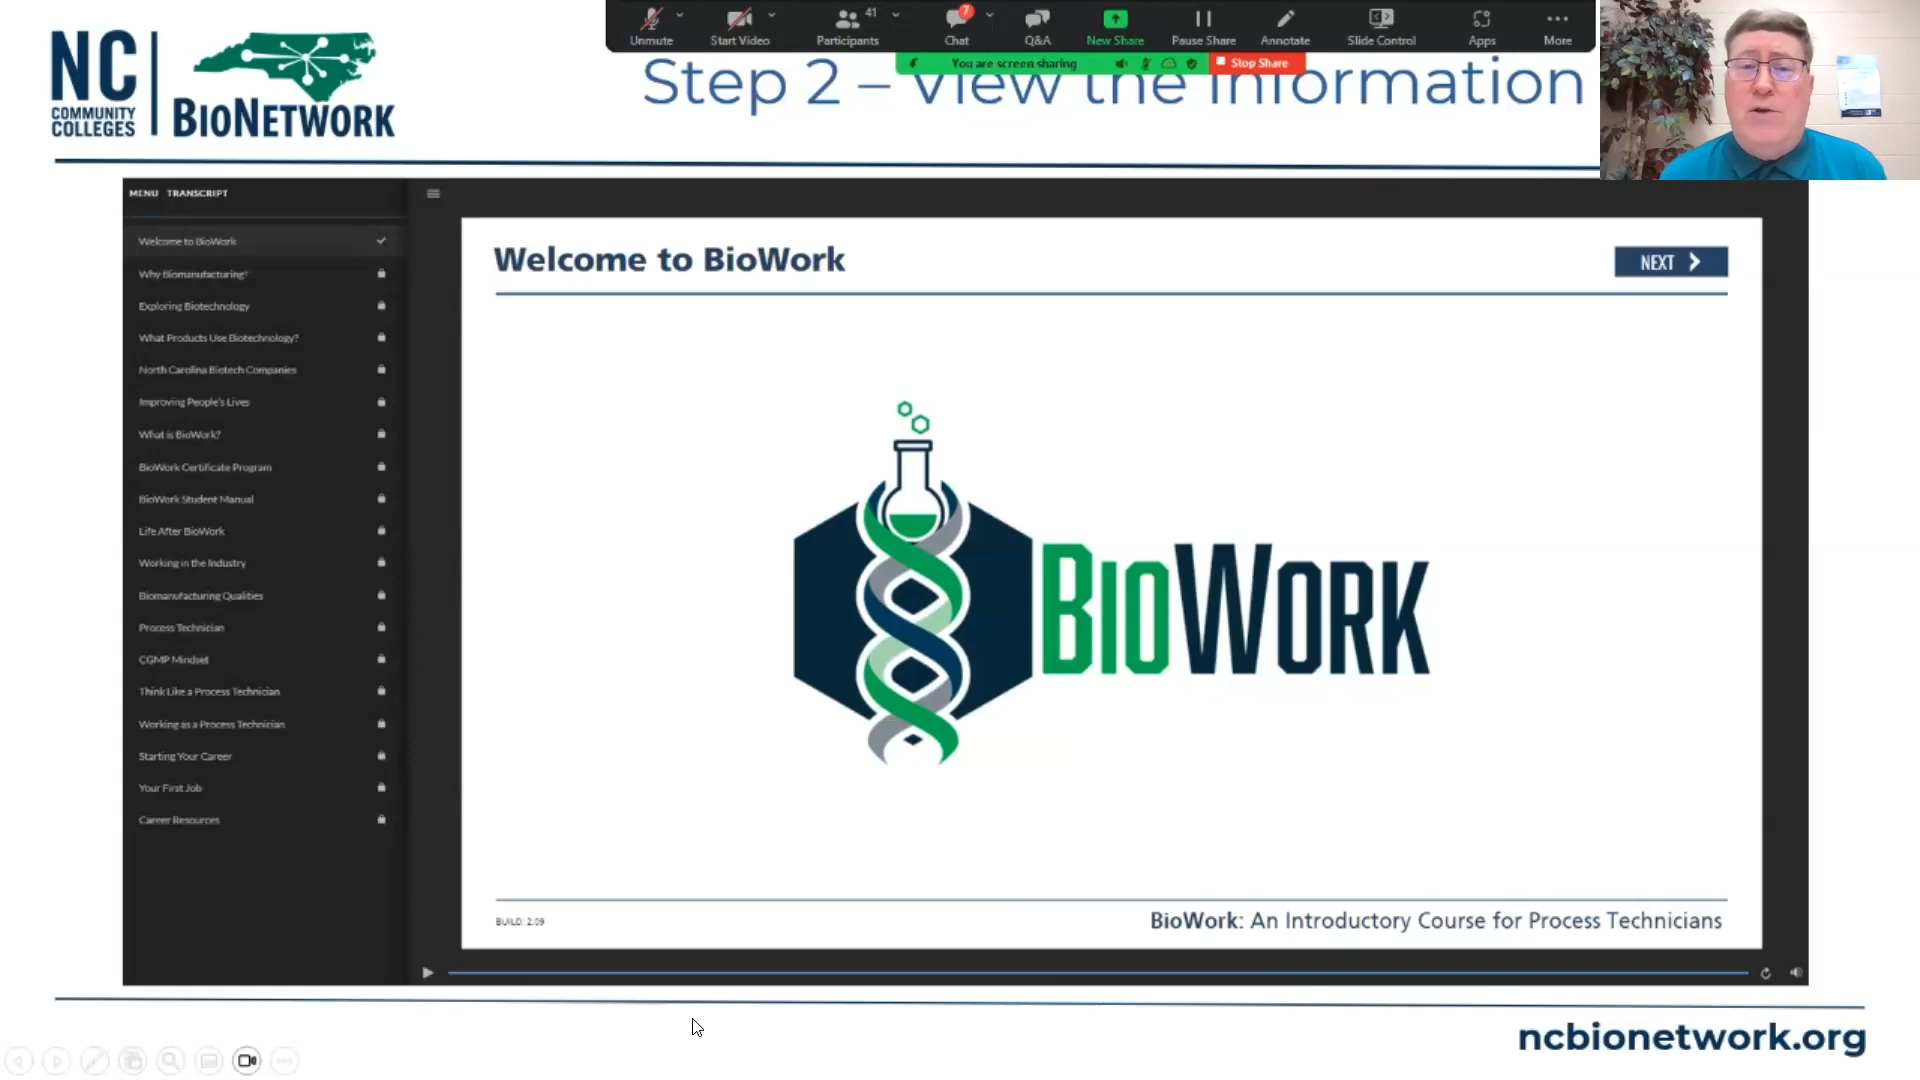 NC
COMMUNITY
COLLEGES
BIONETWORK
Unmute
Start Video
41
Participants
7
Chat
Q&A
New Share
Pause Share
Annotate
Slide Control
Apps
More
You are screen sharing
Stop Share
Step 2 – View the Information
MENU TRANSCRIPT
Welcome to BioWork
Why Biomanufacturing?
Exploring Biotechnology
What Products Use Biotechnology?
North Carolina Biotech Companies
Improving People's Lives
What is BioWork?
BioWork Certificate Program
BioWork Student Manual
Life After BioWork
Working in the Industry
Biomanufacturing Qualities
Process Technician
CGMP Mindset
Think Like a Process Technician
Working as a Process Technician
Starting Your Career
Your First Job
Career Resources
Welcome to BioWork
NEXT
BIOWORK
BUILD: 2.09
BioWork: An Introductory Course for Process Technicians
ncbionetwork.org